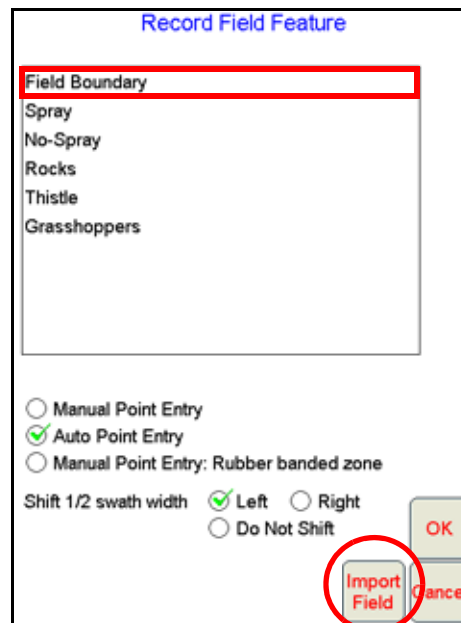 Record Field Feature
Field Boundary
Spray
No-Spray
Rocks
Thistle
Grasshoppers
Manual Point Entry
Auto Point Entry
Manual Point Entry: Rubber banded zone
Shift 1/2 swath width Left Right
Do Not Shift
OK
Import
Field
Cancel